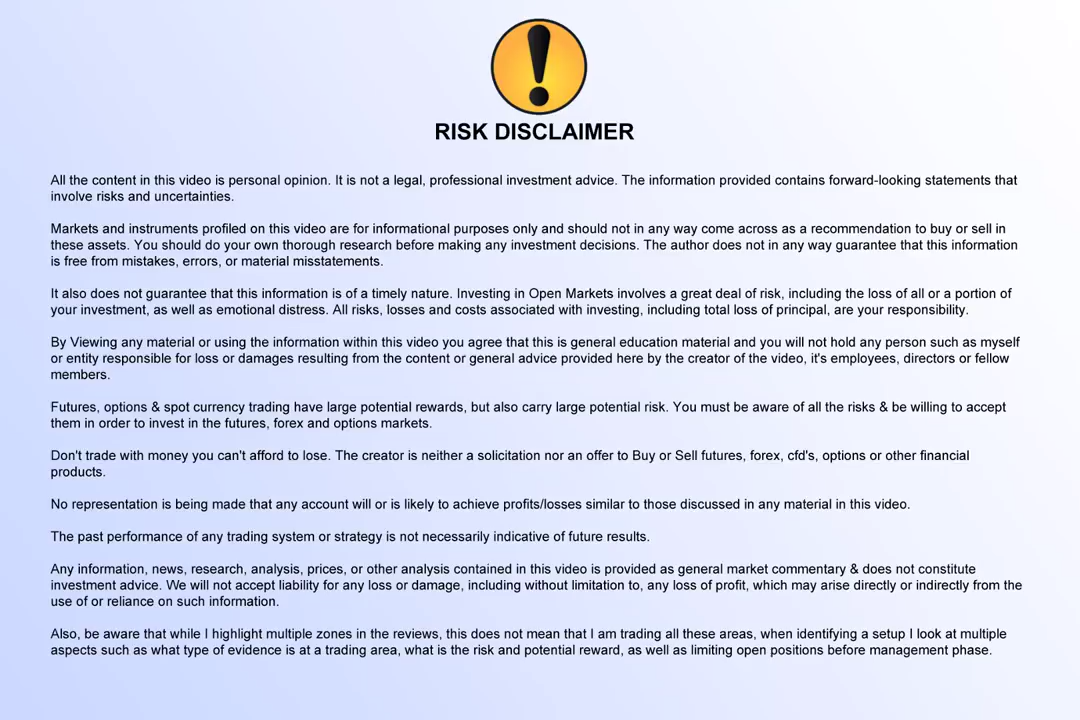 RISK DISCLAIMER
All the content in this video is personal opinion. It is not a legal, professional investment advice. The information provided contains forward-looking statements that
involve risks and uncertainties.
Markets and instruments profiled on this video are for informational purposes only and should not in any way come across as a recommendation to buy or sell in
these assets. You should do your own thorough research before making any investment decisions. The author does not in any way guarantee that this information
is free from mistakes, errors, or material misstatements.
It also does not guarantee that this information is of a timely nature. Investing in Open Markets involves a great deal of risk, including the loss of all or a portion of
your investment, as well as emotional distress. All risks, losses and costs associated with investing, including total loss of principal, are your responsibility.
By Viewing any material or using the information within this video you agree that this is general education material and you will not hold any person such as myself
or entity responsible for loss or damages resulting from the content or general advice provided here by the creator of the video, it's employees, directors or fellow
members.
Futures, options & spot currency trading have large potential rewards, but also carry large potential risk. You must be aware of all the risks & be willing to accept
them in order to invest in the futures, forex and options markets.
Don't trade with money you can't afford to lose. The creator is neither a solicitation nor an offer to Buy or Sell futures, forex, cfd's, options or other financial
products.
No representation is being made that any account will or is likely to achieve profits/losses similar to those discussed in any material in this video.
The past performance of any trading system or strategy is not necessarily indicative of future results.
Any information, news, research, analysis, prices, or other analysis contained in this video is provided as general market commentary & does not constitute
investment advice. We will not accept liability for any loss or damage, including without limitation to, any loss of profit, which may arise directly or indirectly from the
use of or reliance on such information.
Also, be aware that while I highlight multiple zones in the reviews, this does not mean that I am trading all these areas, when identifying a setup I look at multiple
aspects such as what type of evidence is at a trading area, what is the risk and potential reward, as well as limiting open positions before management phase.